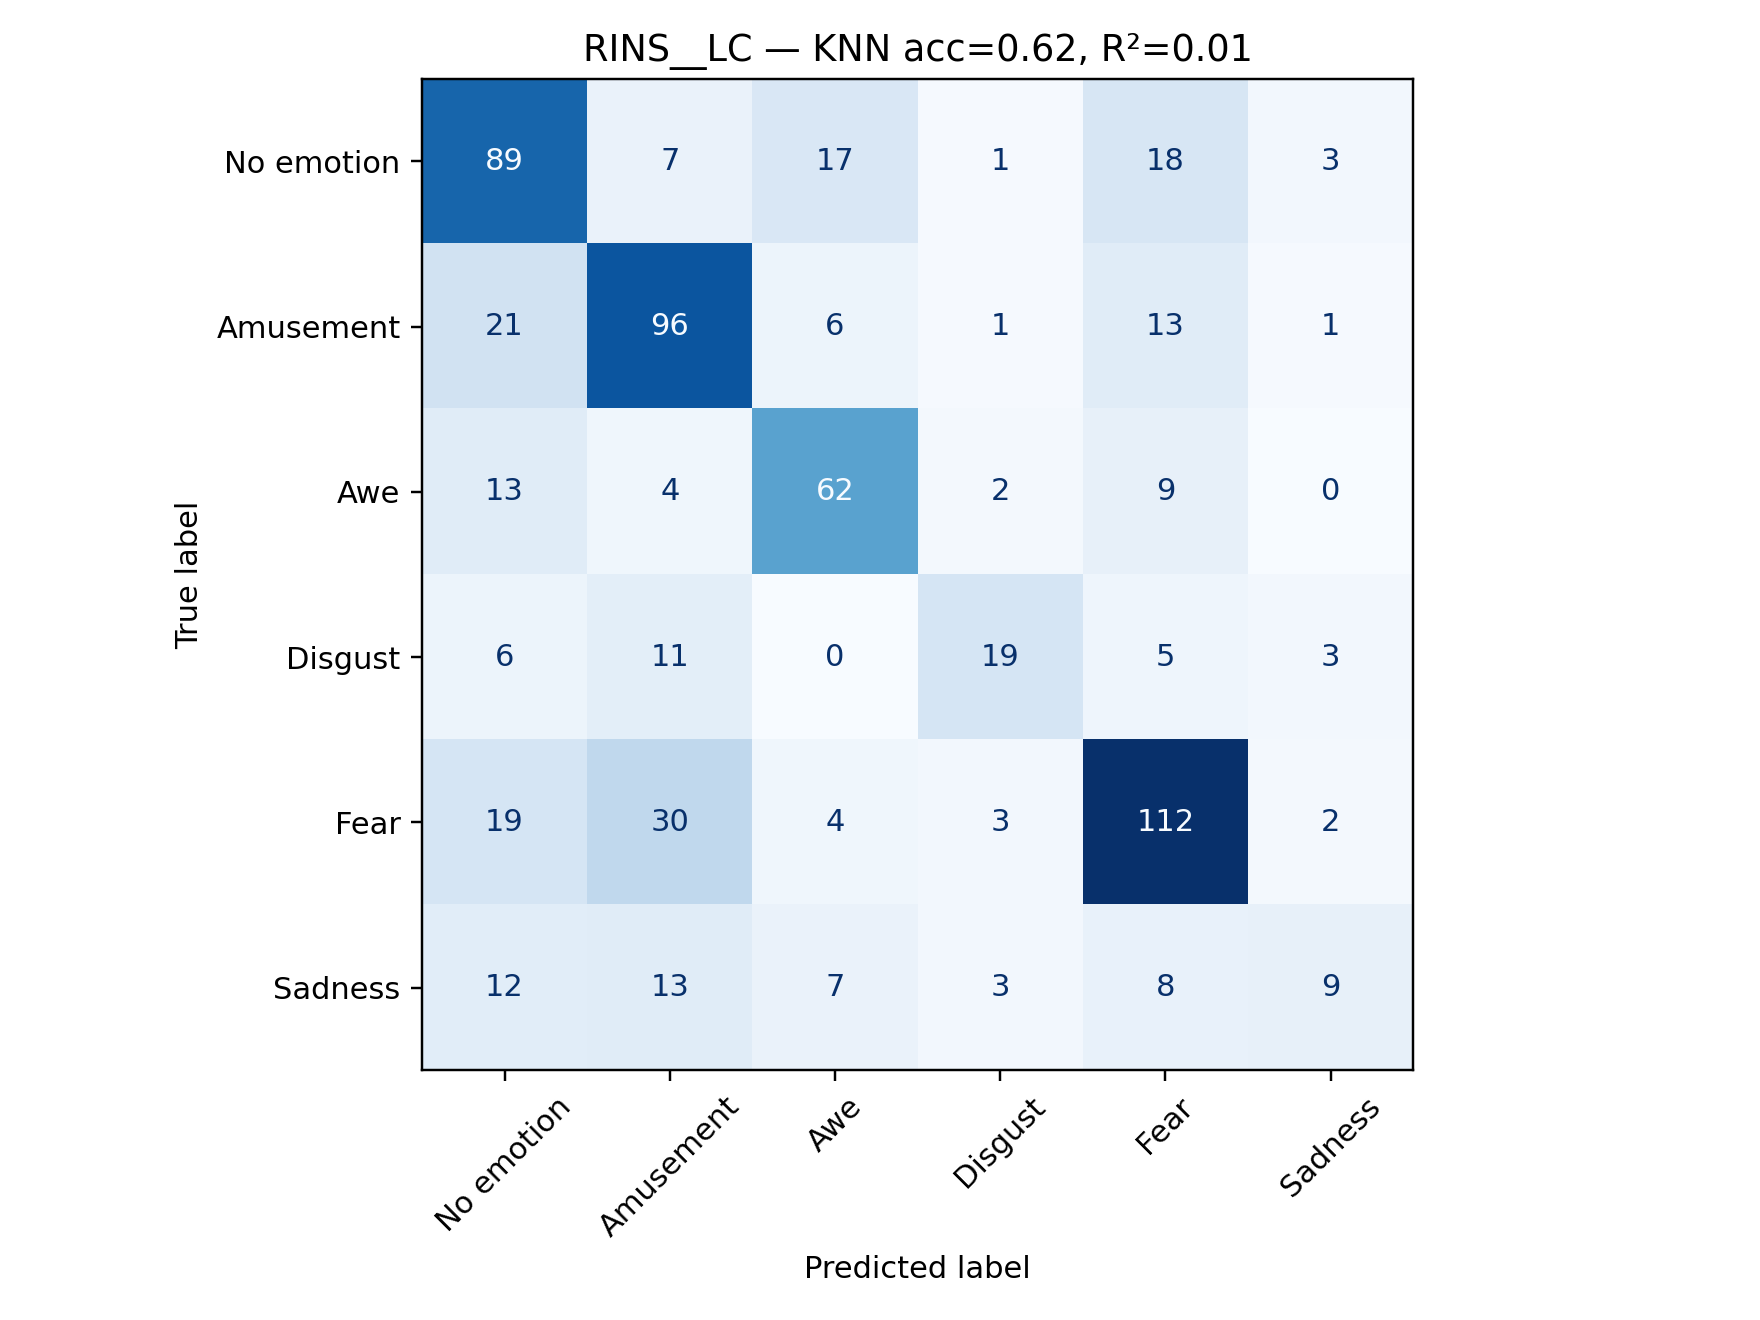 RINS__LC — KNN acc=0.62, R²=0.01
No emotion 89 7 17 1 18 3
Amusement 21 96 6 1 13 1
Awe 13 4 62 2 9 0
Disgust 6 11 0 19 5 3
Fear 19 30 4 3 112 2
Sadness 12 13 7 3 8 9
True label
No emotion Amusement Awe Disgust Fear Sadness
Predicted label